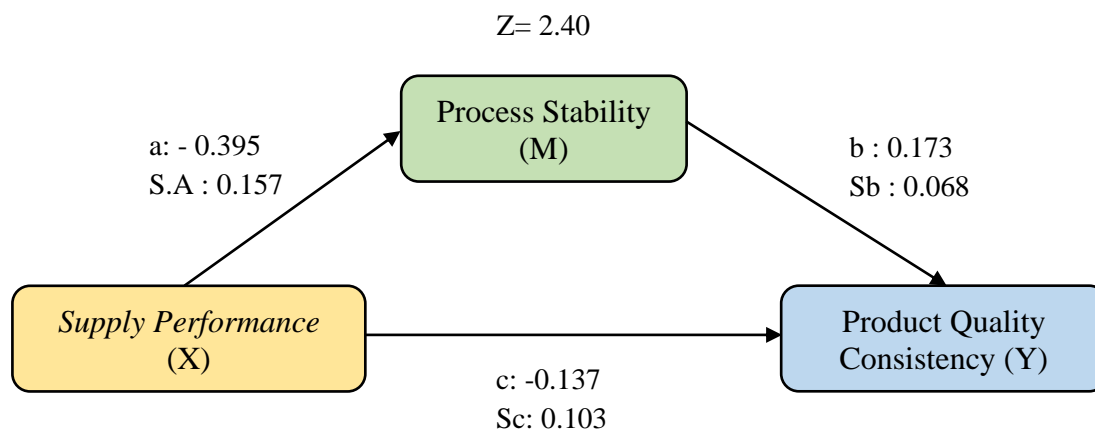 Z= 2.40
Process Stability
(M)
a: - 0.395
S.A : 0.157
b : 0.173
Sb : 0.068
Supply Performance
(X)
Product Quality
Consistency (Y)
c: -0.137
Sc: 0.103